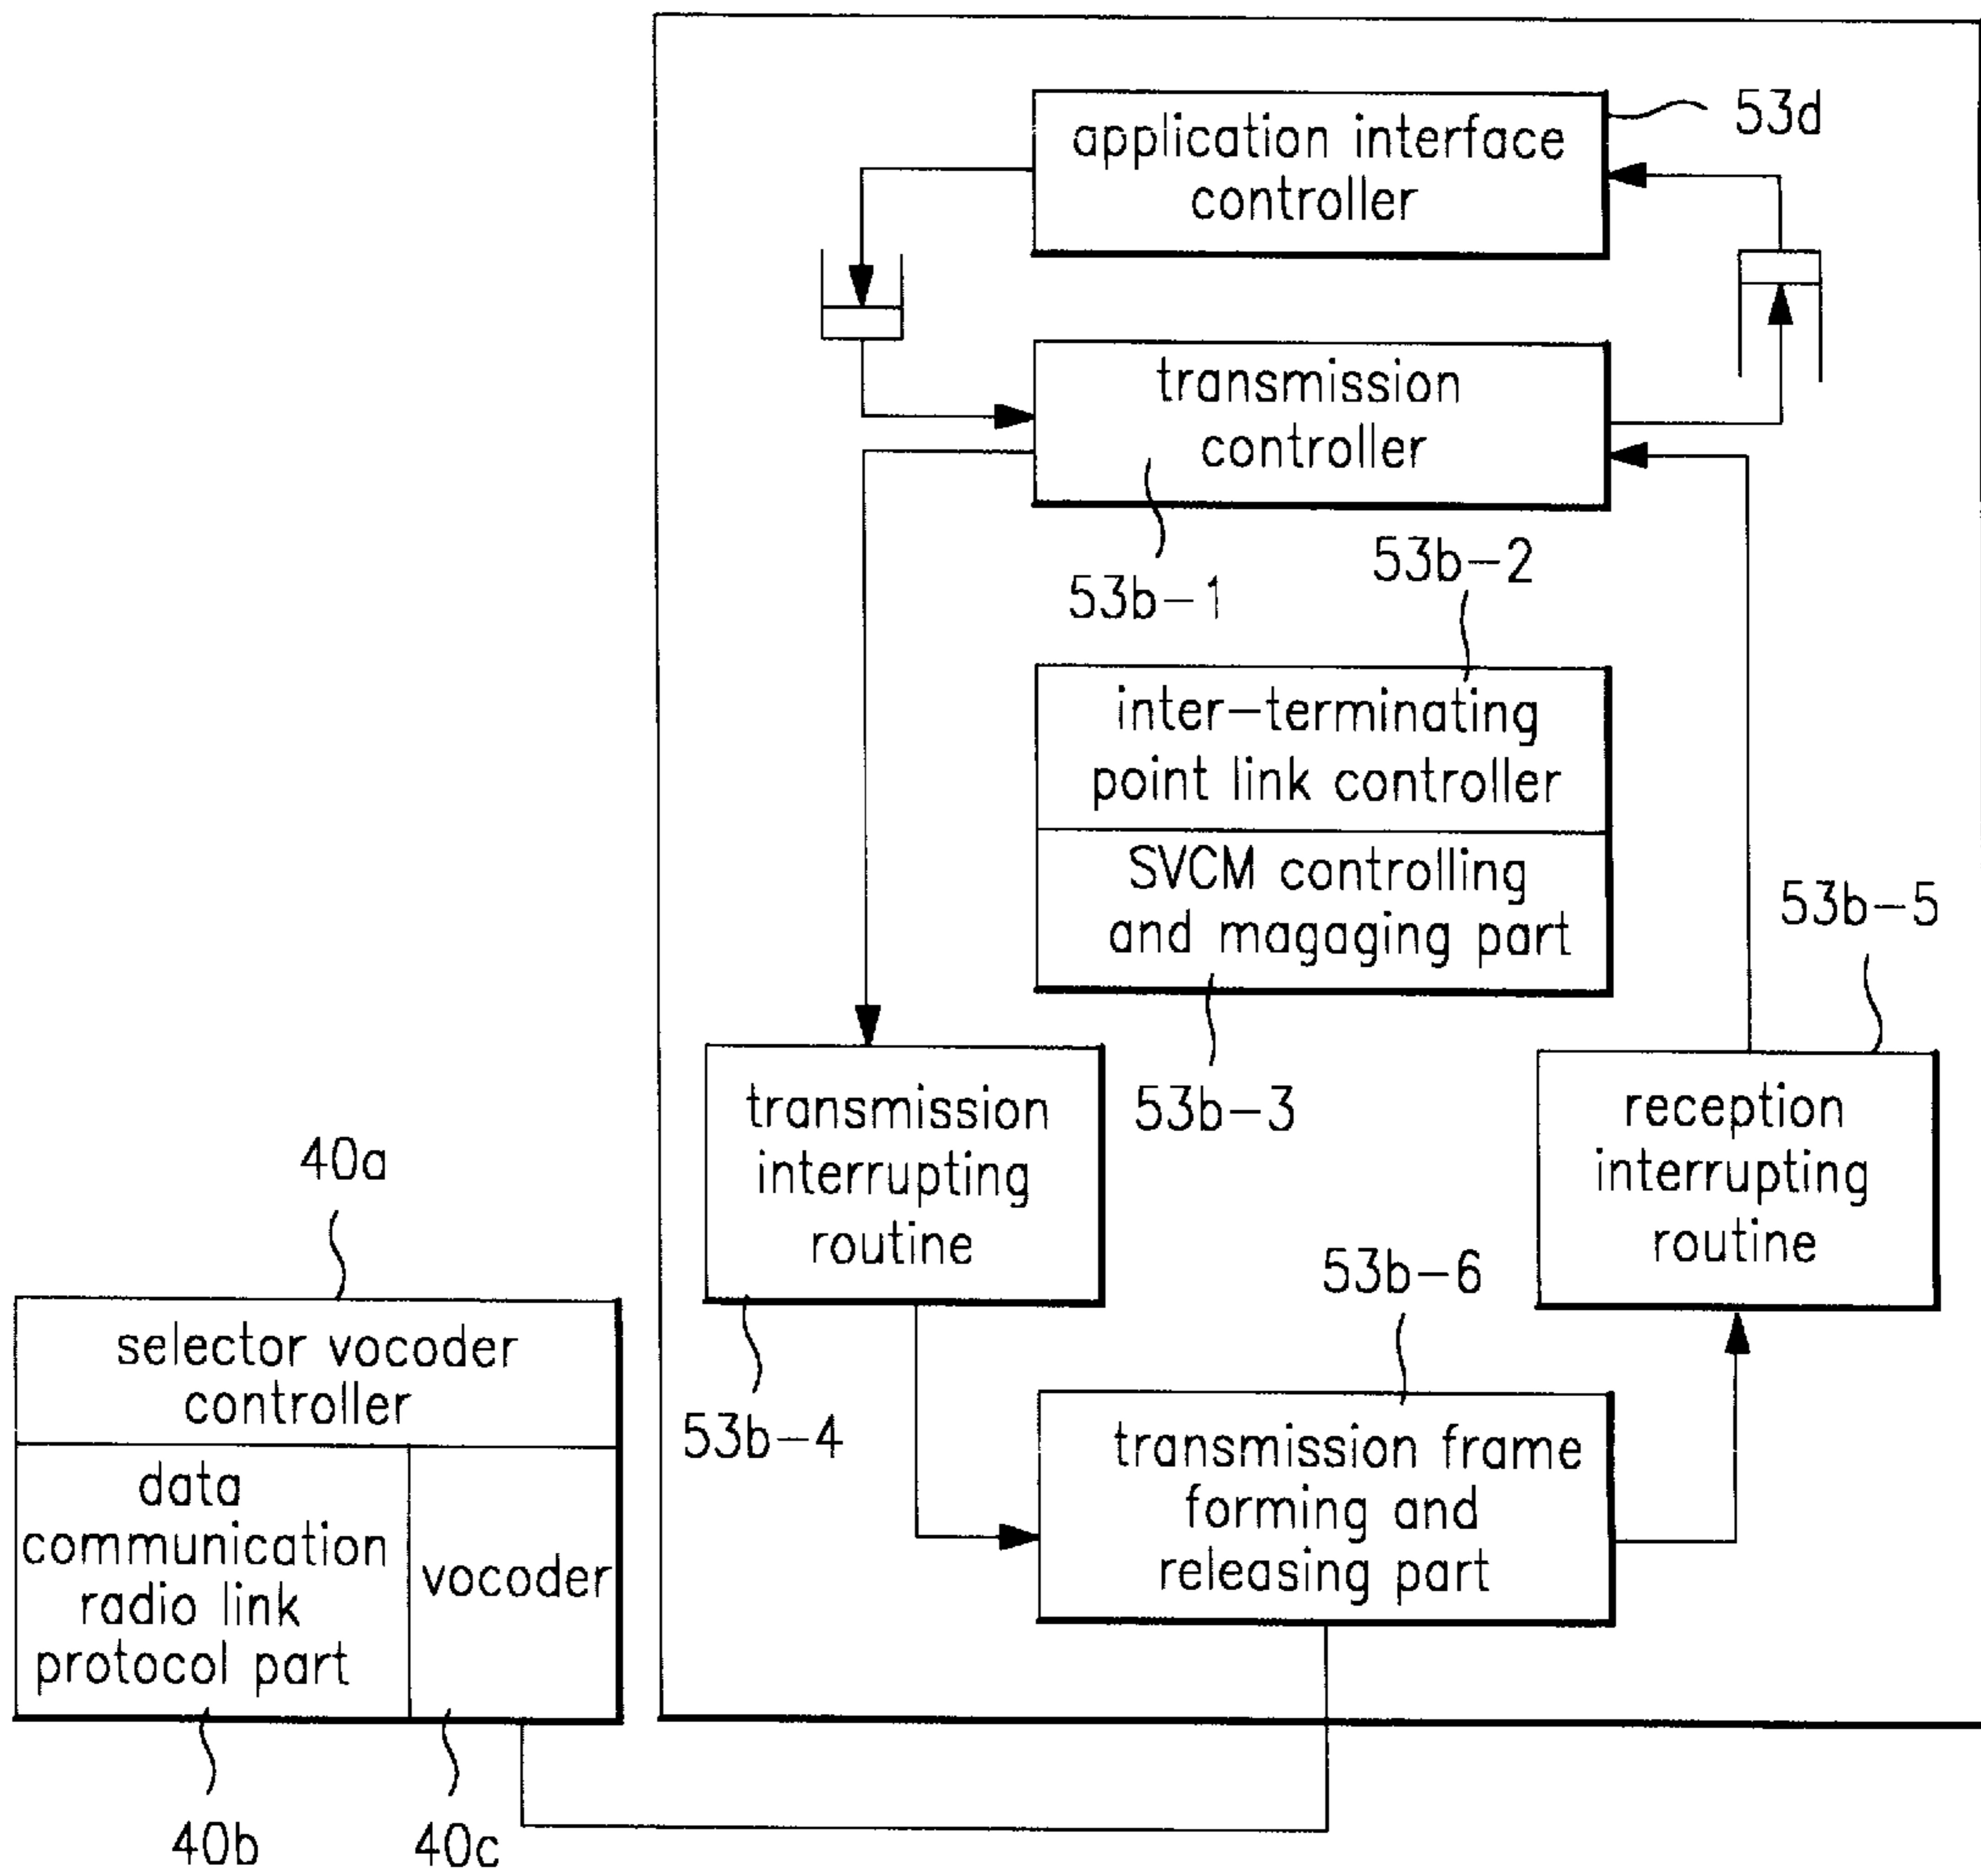 application interface
controller
53d
transmission
controller
53b-1
53b-2
inter-terminating
point link controller
SVCM controlling
and magaging part
53b-3
53b-5
transmission
interrupting
routine
53b-4
reception
interrupting
routine
53b-6
transmission frame
forming and
releasing part
40a
selector vocoder
controller
data
communication
radio link
protocol part
vocoder
40b
40c